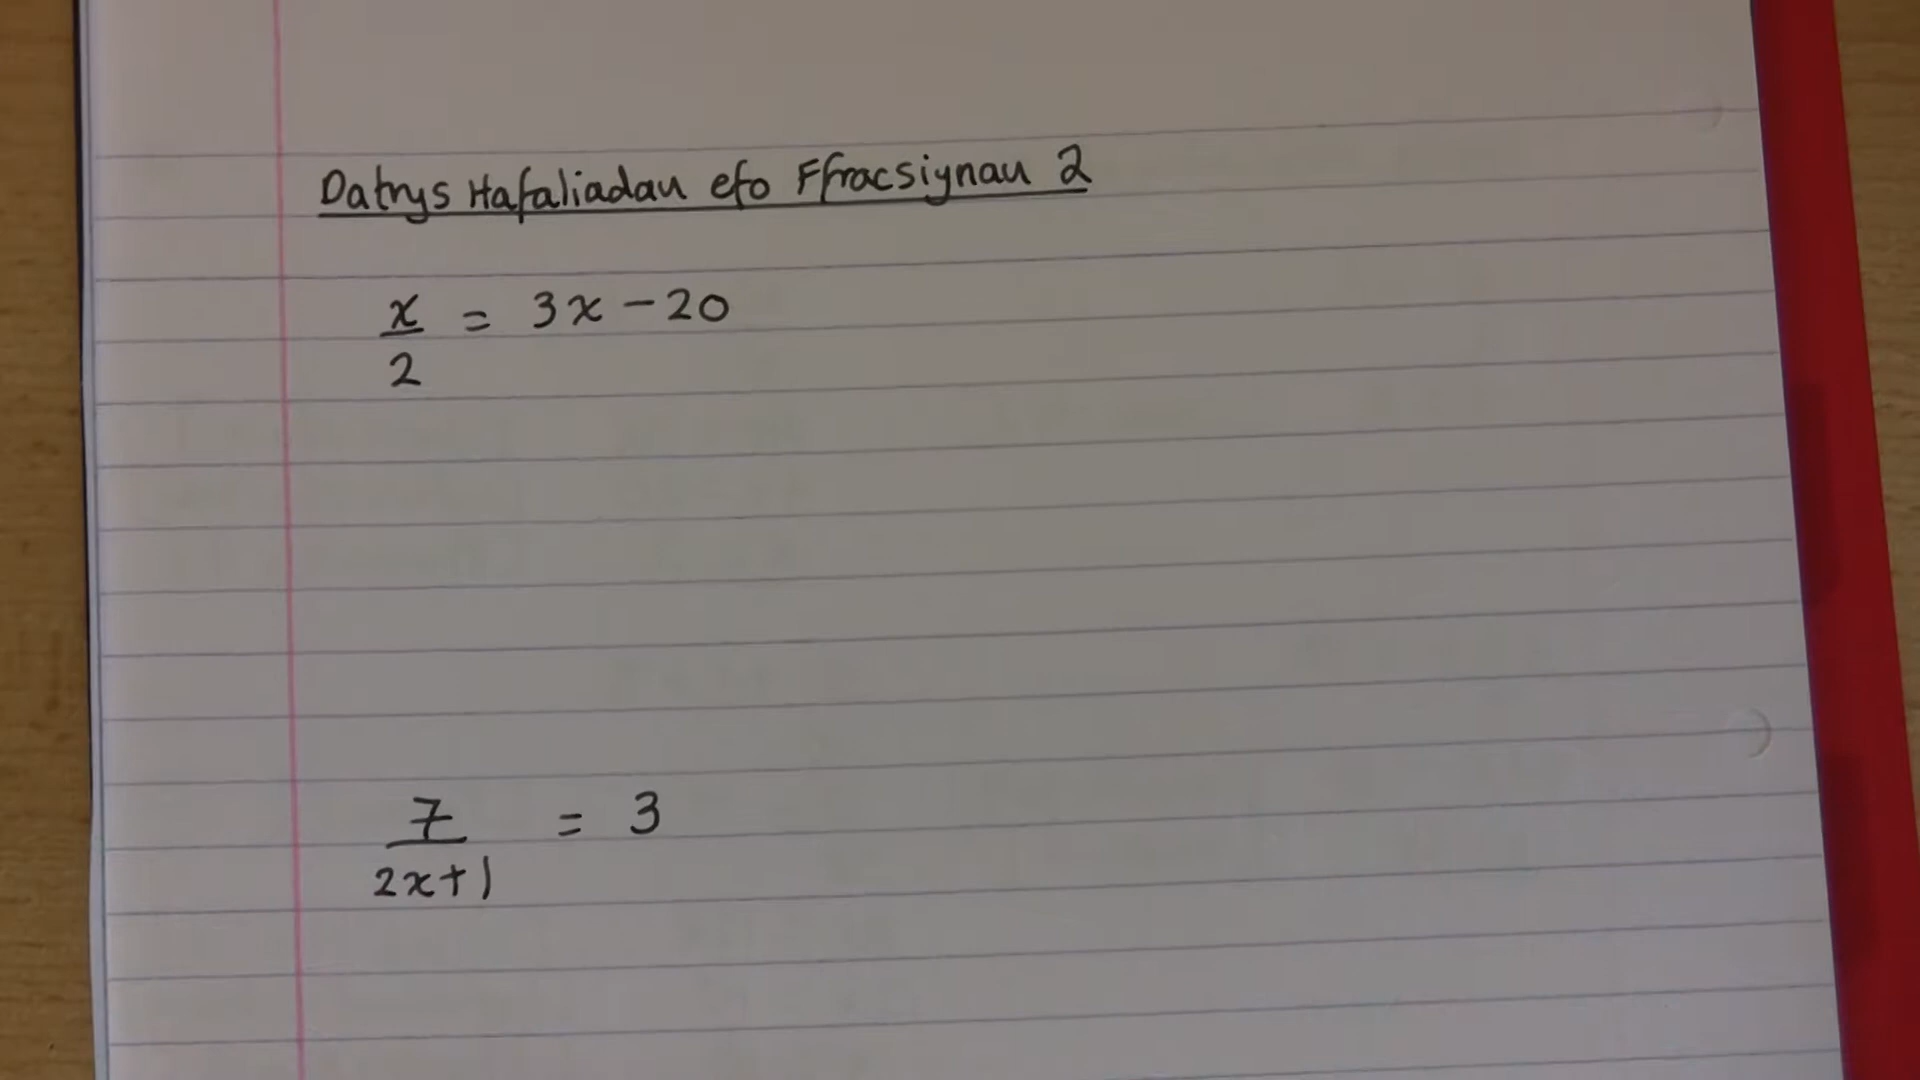 Datrys Hafaliadau efo Ffracsiynau 2
x/2 = 3x - 20
7/(2x+1) = 3